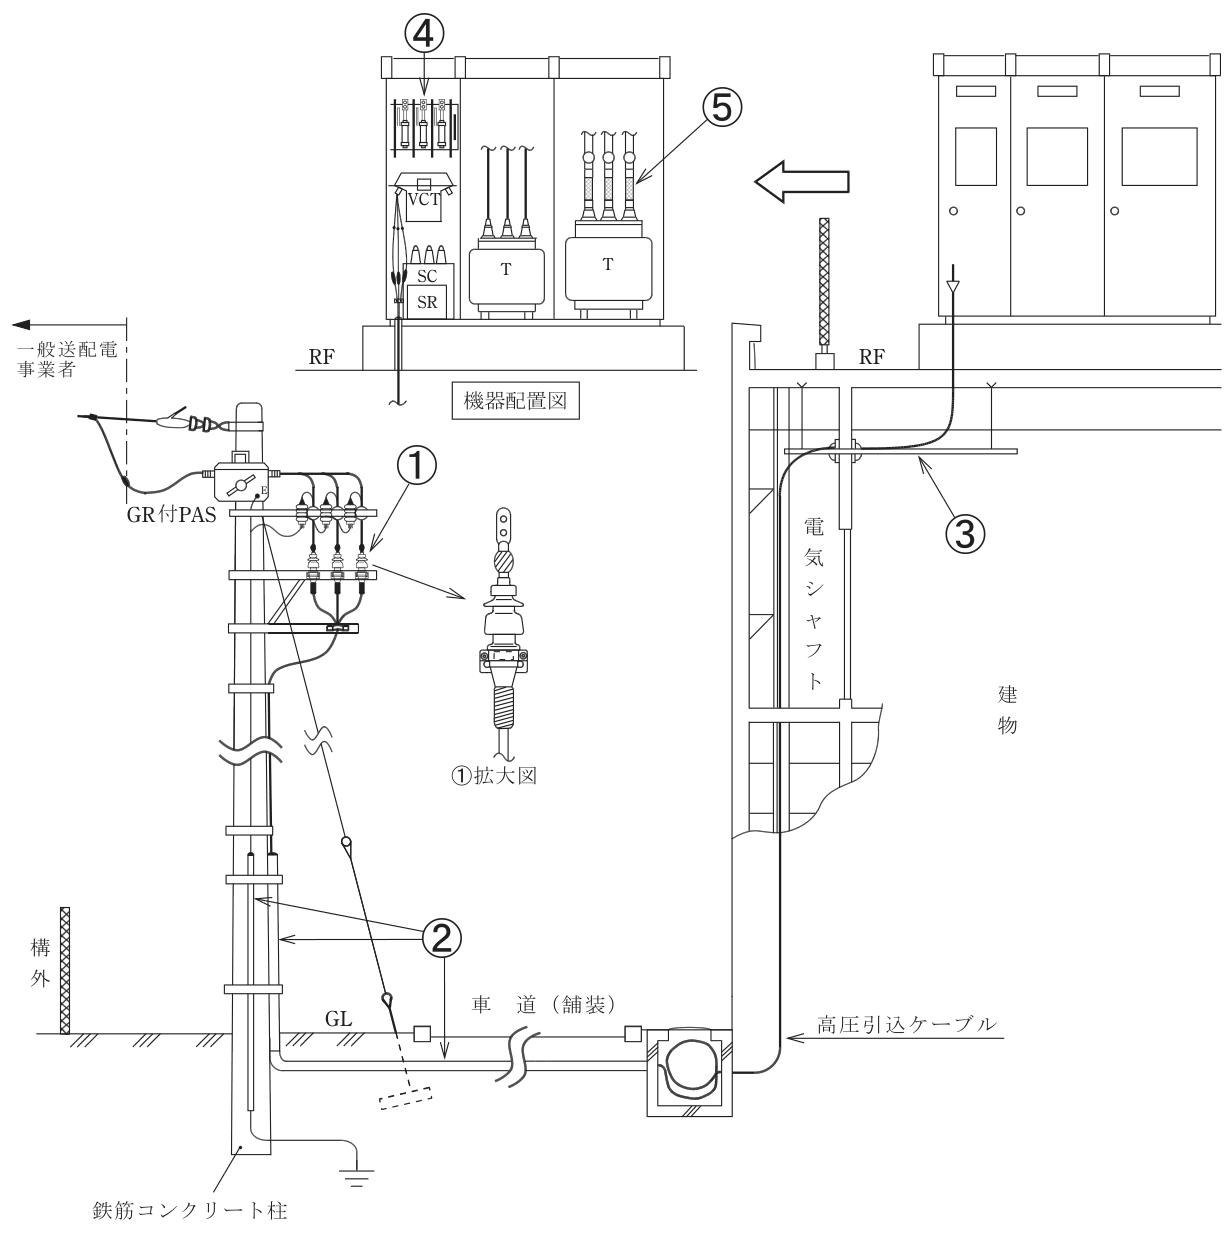 ④
⑤
VCT
SC
SR
T
T
RF
機器配置図
RF
一般送配電
事業者
E
GR付PAS
①
①拡大図
③
電気シャフト
建物
構外
②
GL
車 道（舗装）
高圧引込ケーブル
鉄筋コンクリート柱